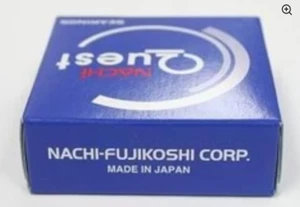 BEARINGS
NACHI
Quest
NACHI-FUJIKOSHI CORP.
MADE IN JAPAN